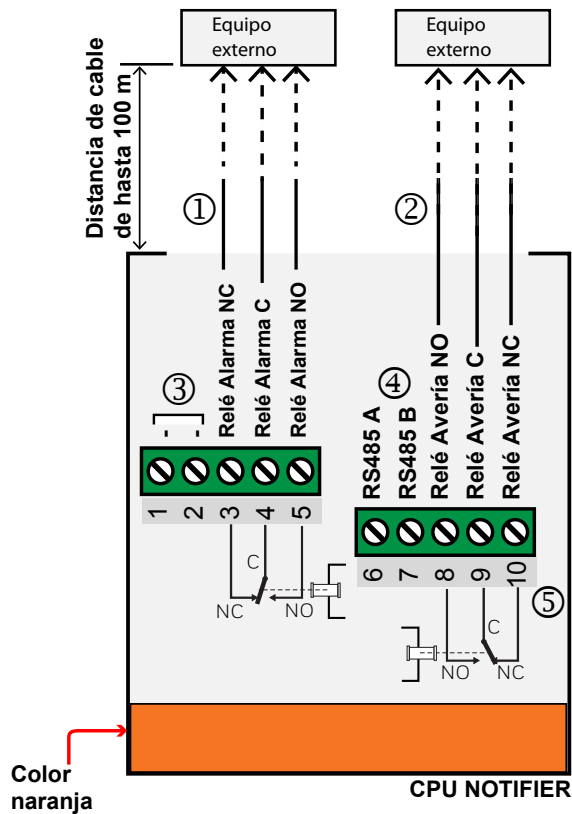 Equipo
externo
Equipo
externo
Distancia de cable
de hasta 100 m
①
②
Relé Alarma NC
Relé Alarma C
Relé Alarma NO
③
- -
④
RS485 A
RS485 B
Relé Avería NO
Relé Avería C
Relé Avería NC
1 2 3 4 5
6 7 8 9 10
⑤
C
NC NO
C
NO NC
Color
naranja
CPU NOTIFIER